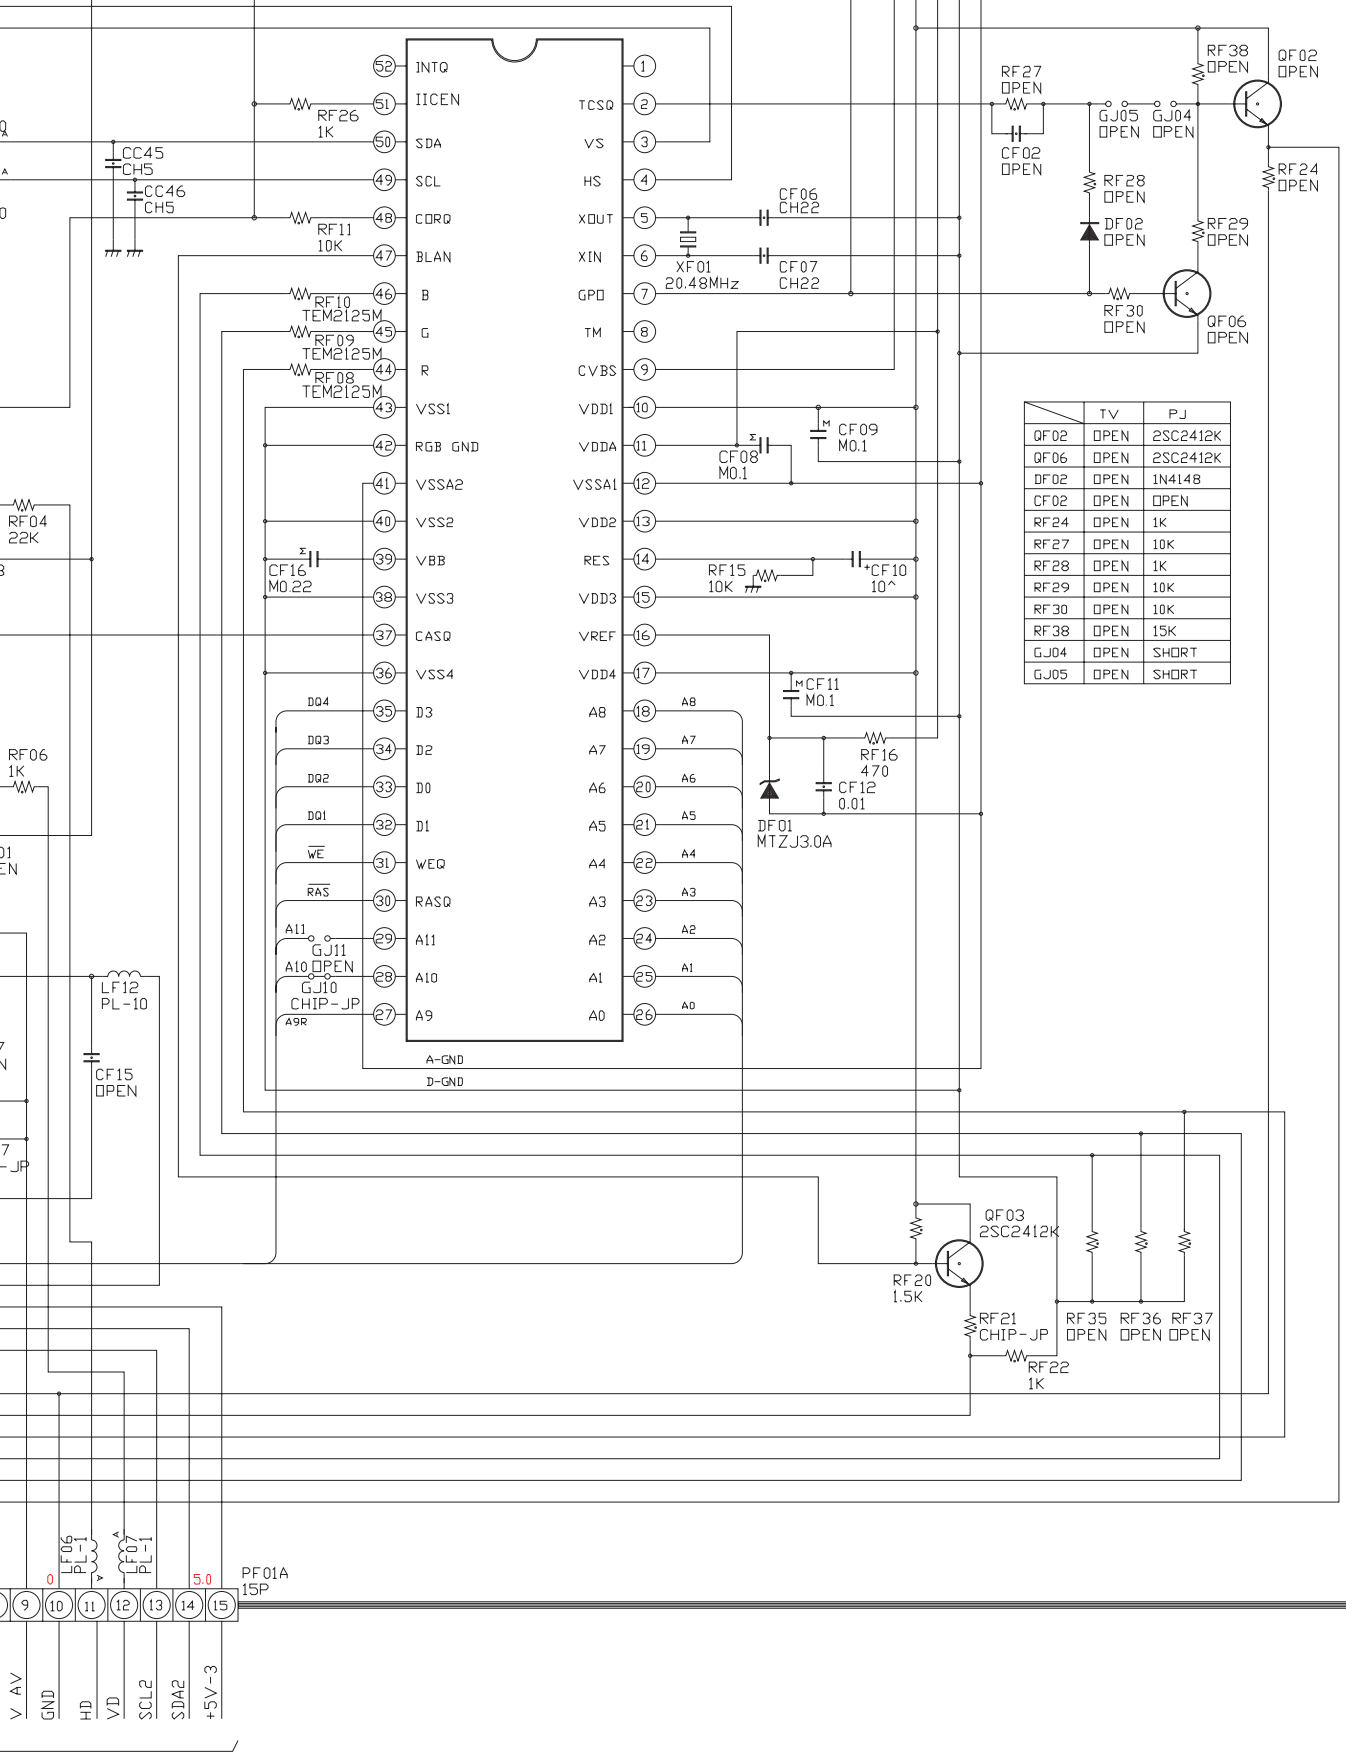 52 INTQ
51 IICEN
50 SDA
49 SCL
48 CORQ
47 BLAN
46 B
45 G
44 R
43 VSS1
42 RGB GND
41 VSSA2
40 VSS2
39 VBB
38 VSS3
37 CASQ
36 VSS4
35 D3
34 D2
33 D0
32 D1
31 WEQ
30 RASQ
29 A11
28 A10
27 A9
1
TCSQ 2
VS 3
HS 4
XOUT 5
XIN 6
GPO 7
TM 8
CVBS 9
VDD1 10
VDDA 11
VSSA1 12
VDD2 13
RES 14
VDD3 15
VREF 16
VDD4 17
A8 18 A8
A7 19 A7
A6 20 A6
A5 21 A5
A4 22 A4
A3 23 A3
A2 24 A2
A1 25 A1
A0 26 A0
RF26
1K
CC45
CH5
CC46
CH5
RF11
10K
RF10
TEM2125M
RF09
TEM2125M
RF08
TEM2125M
RF04
22K
CF16
M0.22
DQ4
DQ3
DQ2
DQ1
WE
RAS
A11
GJ11
OPEN
A10
GJ10
CHIP-JP
A9R
RF06
1K
LF12
PL-10
CF15
OPEN
-JP
A-GND
D-GND
RF27
OPEN
CF02
OPEN
GJ05
OPEN
GJ04
OPEN
RF38
OPEN
QF02
OPEN
RF24
OPEN
RF28
OPEN
DF02
OPEN
RF29
OPEN
RF30
OPEN
QF06
OPEN
CF06
CH22
XF01
20.48MHz
CF07
CH22
CF09
M0.1
CF08
M0.1
RF15
10K
+CF10
10^
CF11
M0.1
RF16
470
CF12
0.01
DF01
MTZJ3.0A
TV PJ
QF02 OPEN 2SC2412K
QF06 OPEN 2SC2412K
DF02 OPEN 1N4148
CF02 OPEN OPEN
RF24 OPEN 1K
RF27 OPEN 10K
RF28 OPEN 1K
RF29 OPEN 10K
RF30 OPEN 10K
RF38 OPEN 15K
GJ04 OPEN SHORT
GJ05 OPEN SHORT
QF03
2SC2412K
RF20
1.5K
RF21
CHIP-JP
RF22
1K
RF35
OPEN
RF36
OPEN
RF37
OPEN
LF06
PL-1
LF07
PL-1
0
5.0
PF01A
15P
9 10 11 12 13 14 15
V AV
GND
HD
VD
SCL2
SDA2
+5V-3